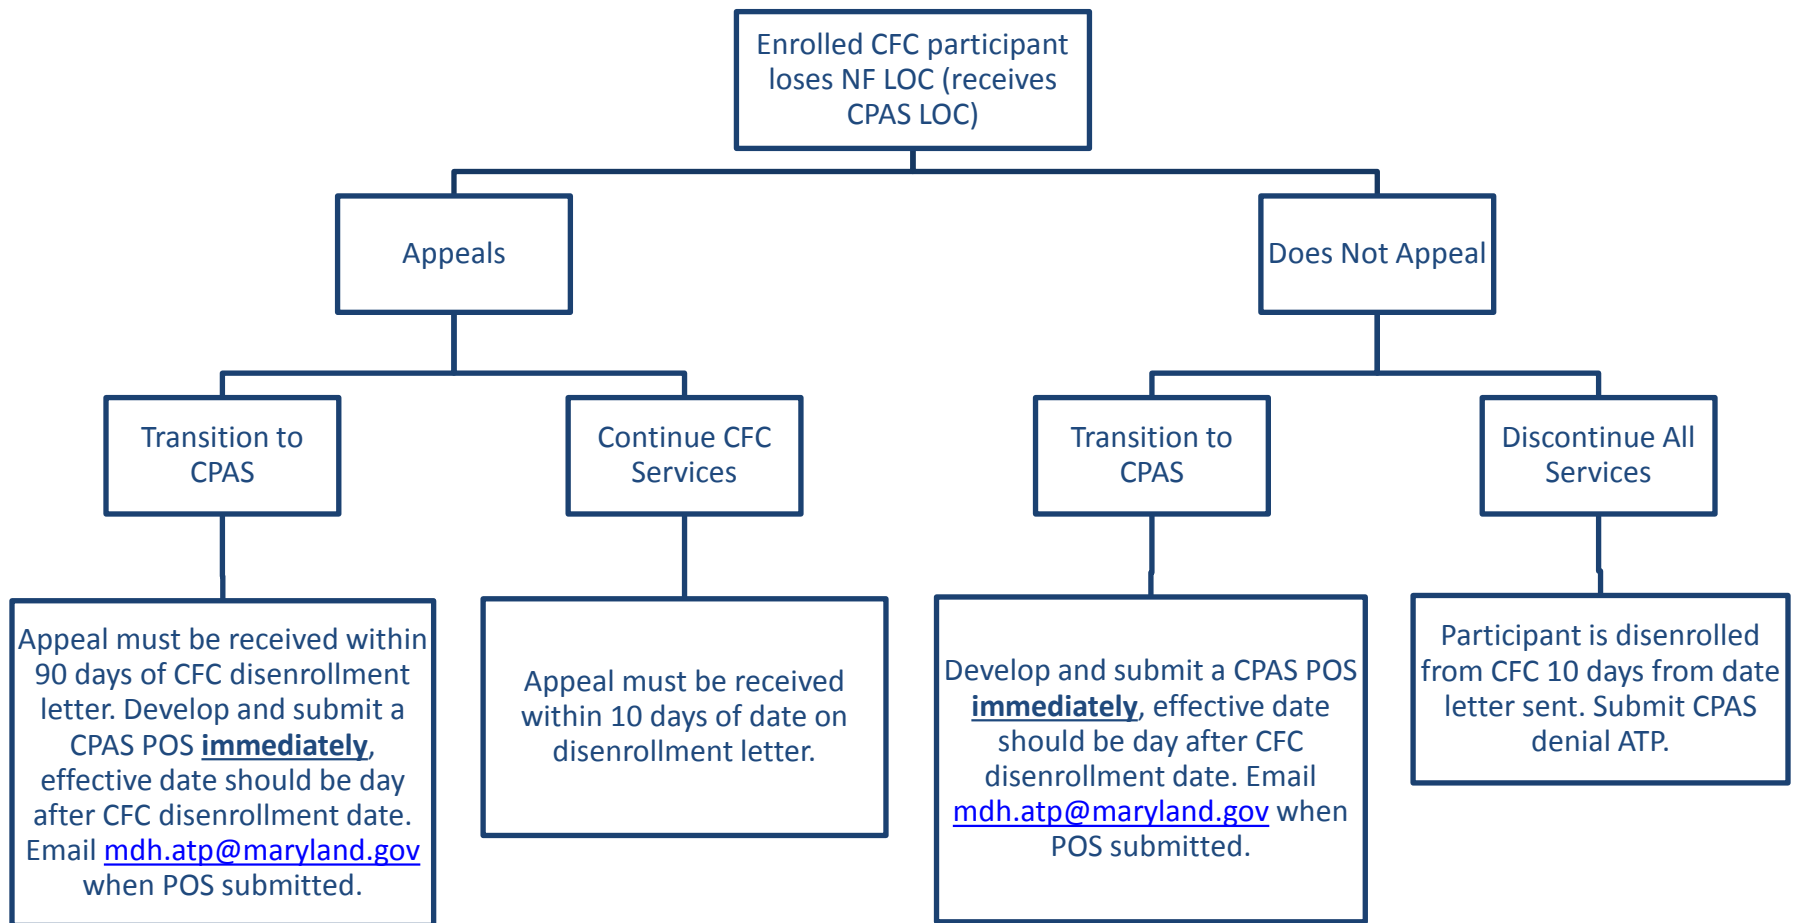 Enrolled CFC participant
loses NF LOC (receives
CPAS LOC)
Appeals
Does Not Appeal
Transition to
CPAS
Continue CFC
Services
Transition to
CPAS
Discontinue All
Services
Appeal must be received within
90 days of CFC disenrollment
letter. Develop and submit a
CPAS POS immediately,
effective date should be day
after CFC disenrollment date.
Email mdh.atp@maryland.gov
when POS submitted.
Appeal must be received
within 10 days of date on
disenrollment letter.
Develop and submit a CPAS POS
immediately, effective date
should be day after CFC
disenrollment date. Email
mdh.atp@maryland.gov when
POS submitted.
Participant is disenrolled
from CFC 10 days from date
letter sent. Submit CPAS
denial ATP.